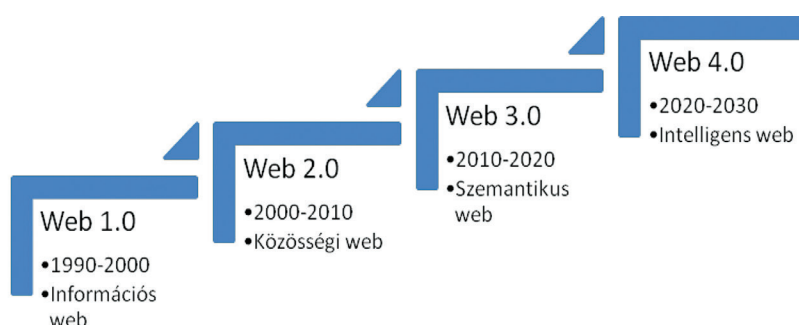 Web 1.0
•1990-2000
•Információs
web
Web 2.0
•2000-2010
•Közösségi web
Web 3.0
•2010-2020
•Szemantikus
web
Web 4.0
•2020-2030
•Intelligens web